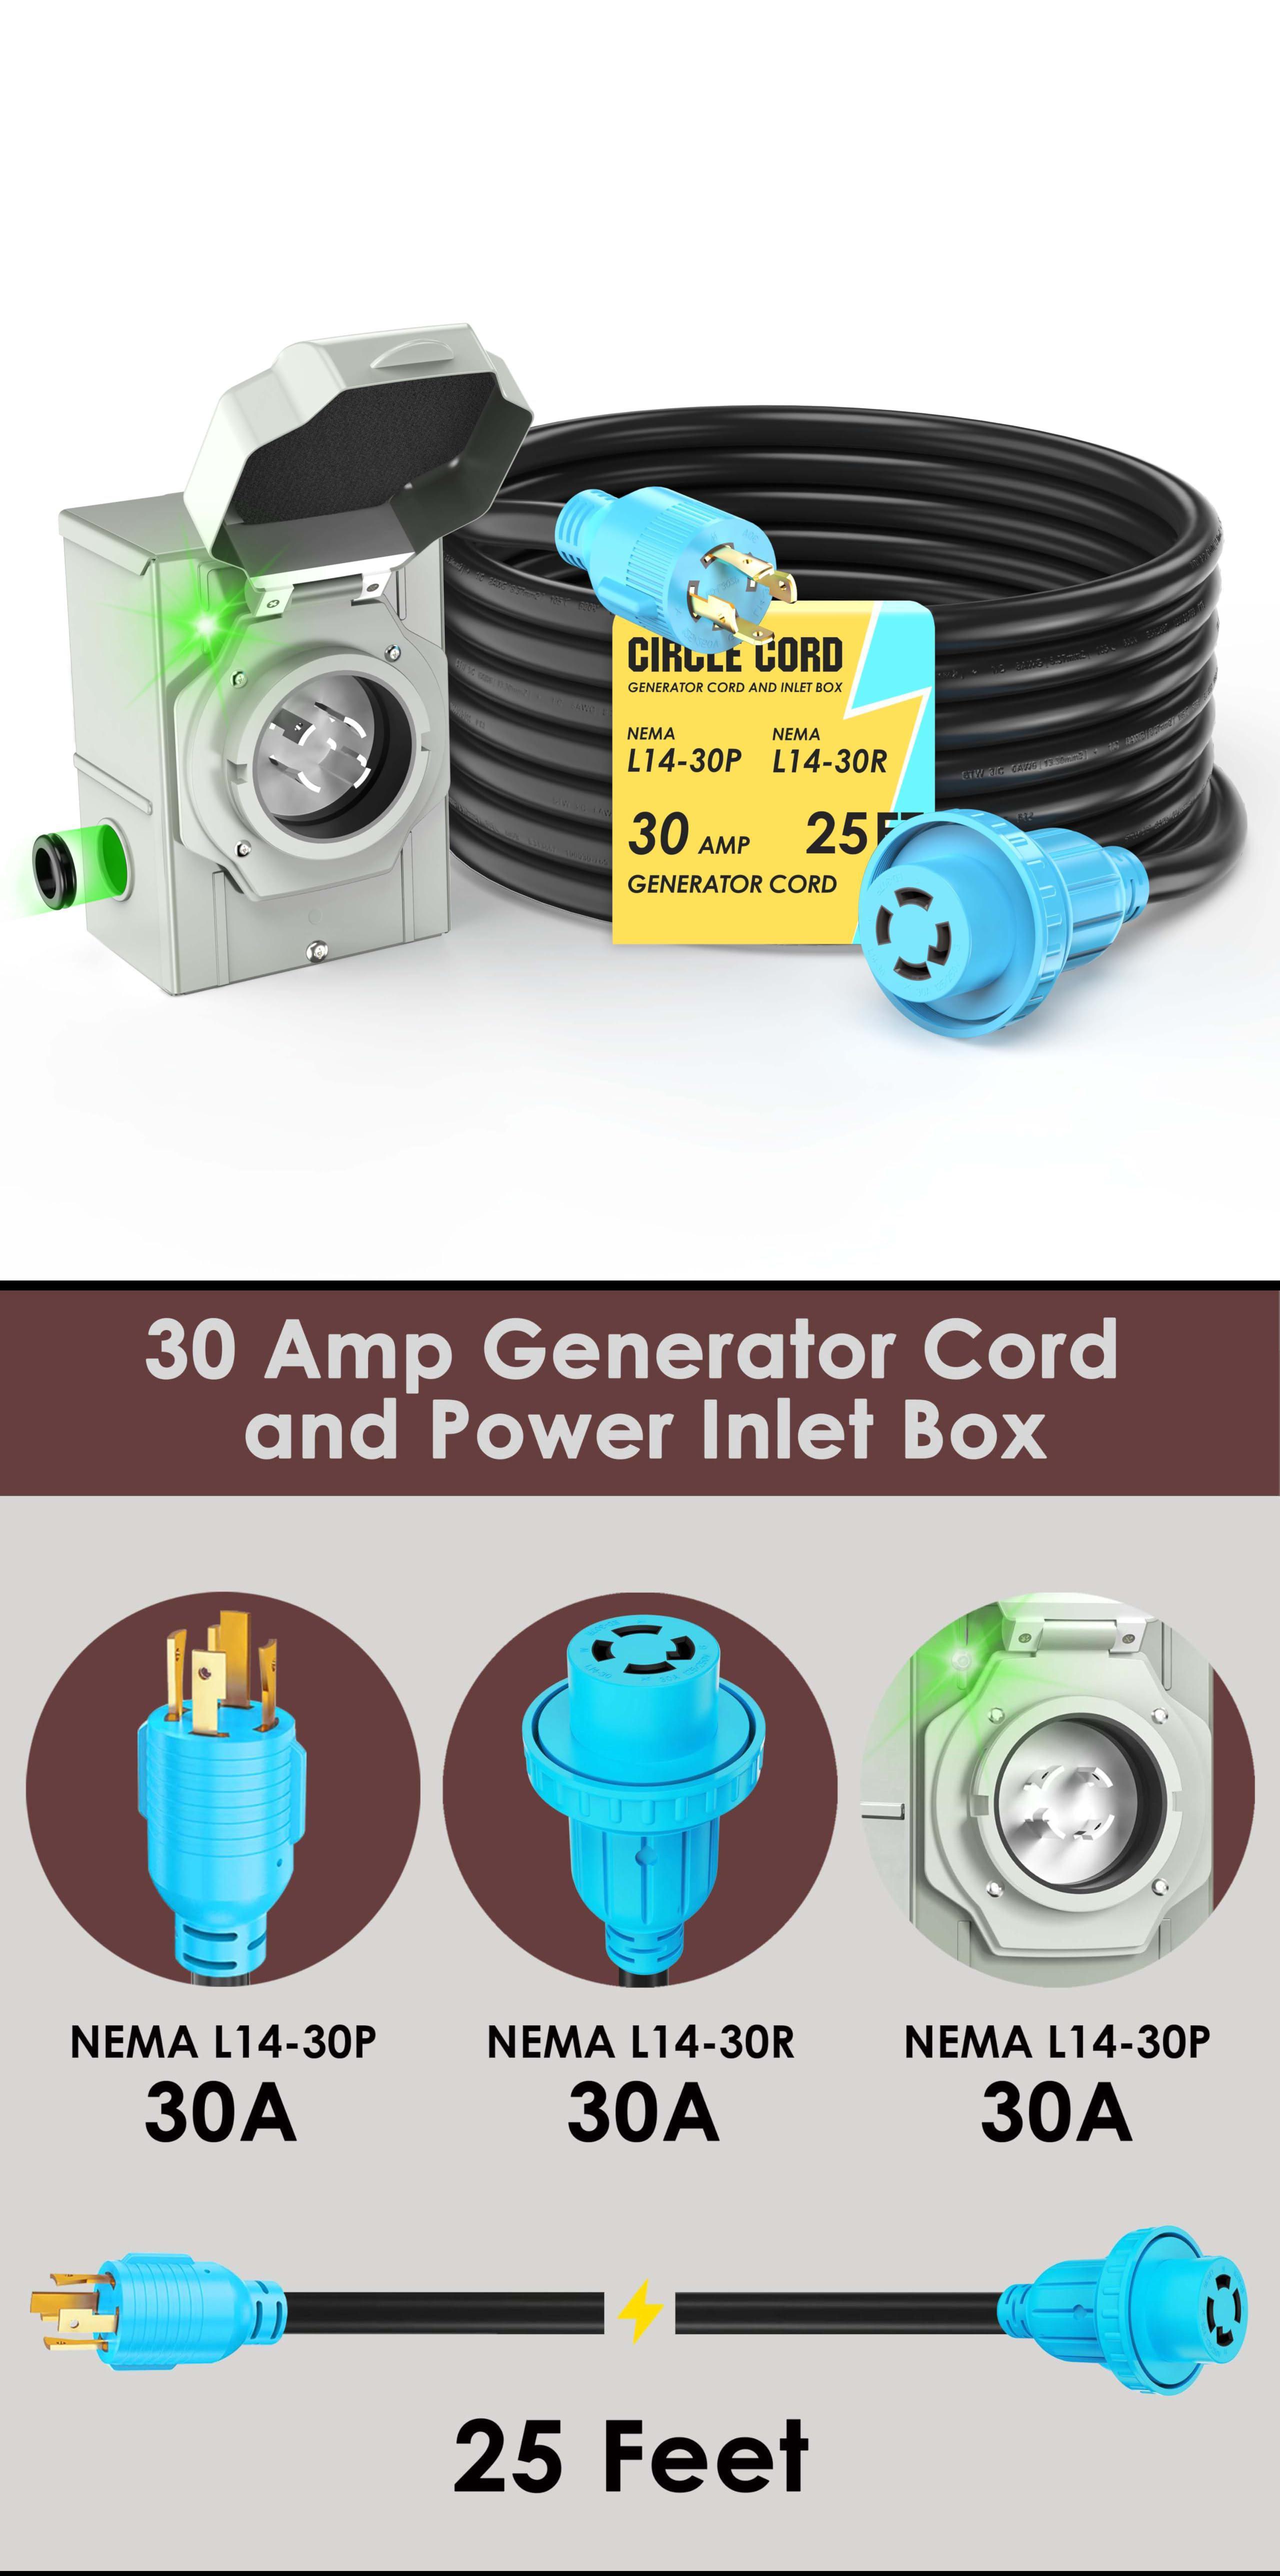 CIRCLE CORD
GENERATOR CORD AND INLET BOX
NEMA NEMA
L14-30P L14-30R
30 AMP 25FT
GENERATOR CORD
30 Amp Generator Cord
and Power Inlet Box
NEMA L14-30P NEMA L14-30R NEMA L14-30P
30A 30A 30A
25 Feet